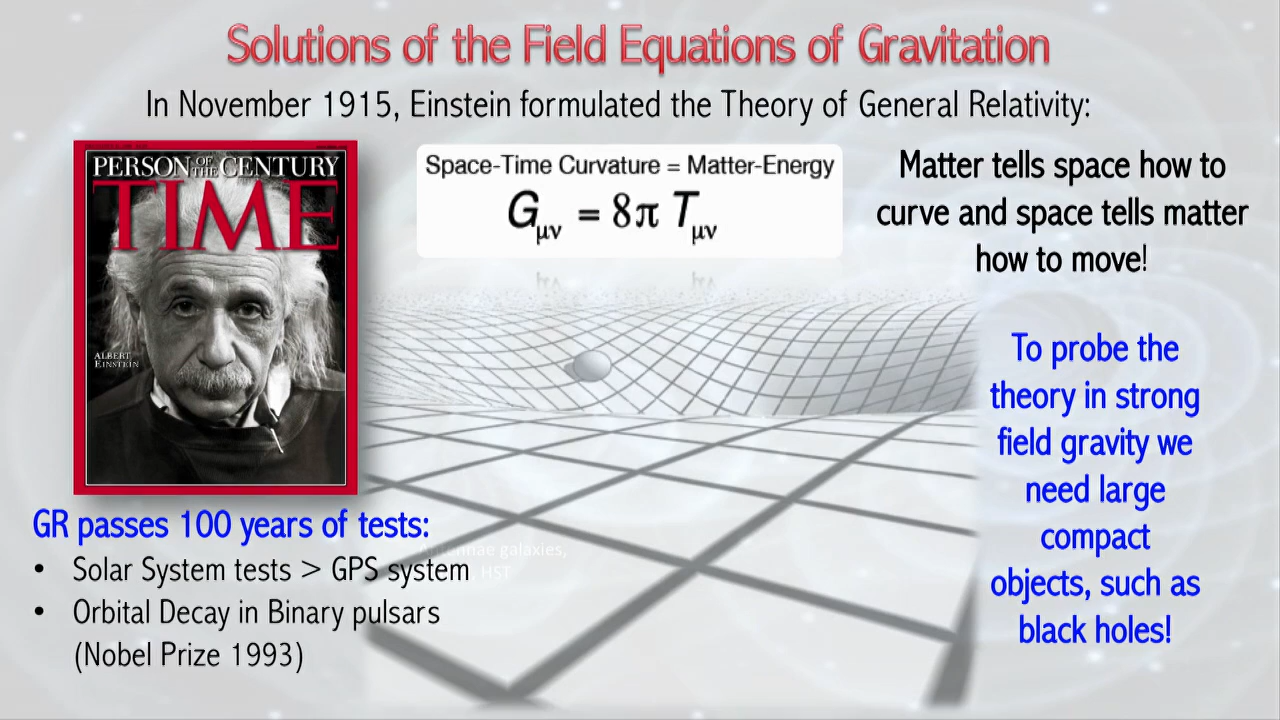 Solutions of the Field Equations of Gravitation
In November 1915, Einstein formulated the Theory of General Relativity:
PERSON OF THE CENTURY
TIME
ALBERT
EINSTEIN
Space-Time Curvature = Matter-Energy
Gμν = 8π Tμν
Matter tells space how to
curve and space tells matter
how to move!
To probe the
theory in strong
field gravity we
need large
compact
objects, such as
black holes!
GR passes 100 years of tests:
• Solar System tests > GPS system
• Orbital Decay in Binary pulsars
(Nobel Prize 1993)
Antennae galaxies,
HST